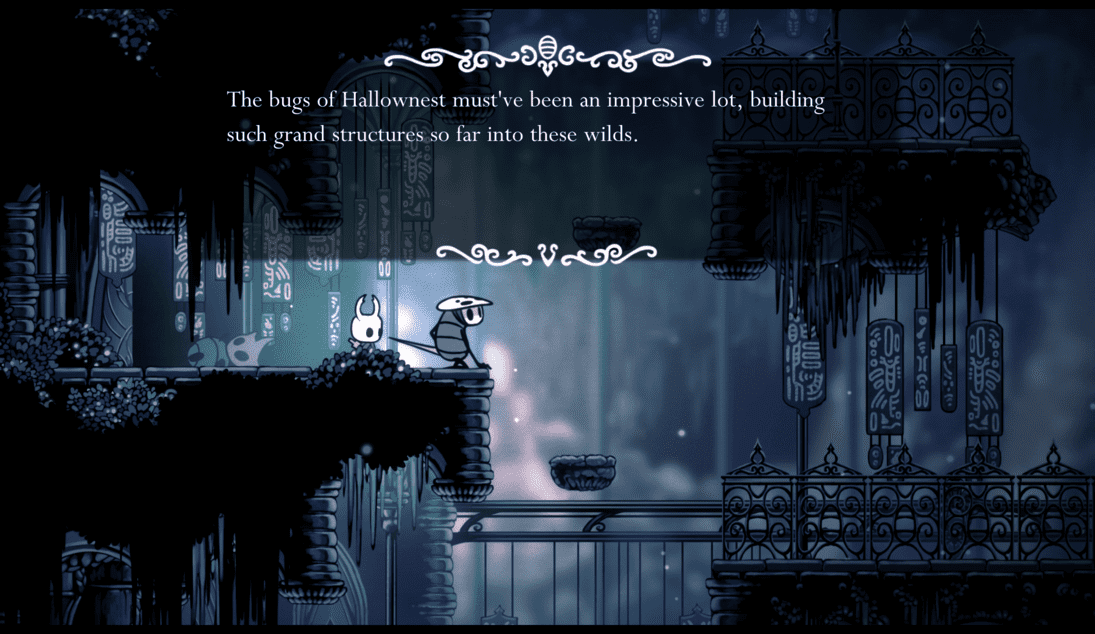 The bugs of Hallownest must've been an impressive lot, building
such grand structures so far into these wilds.